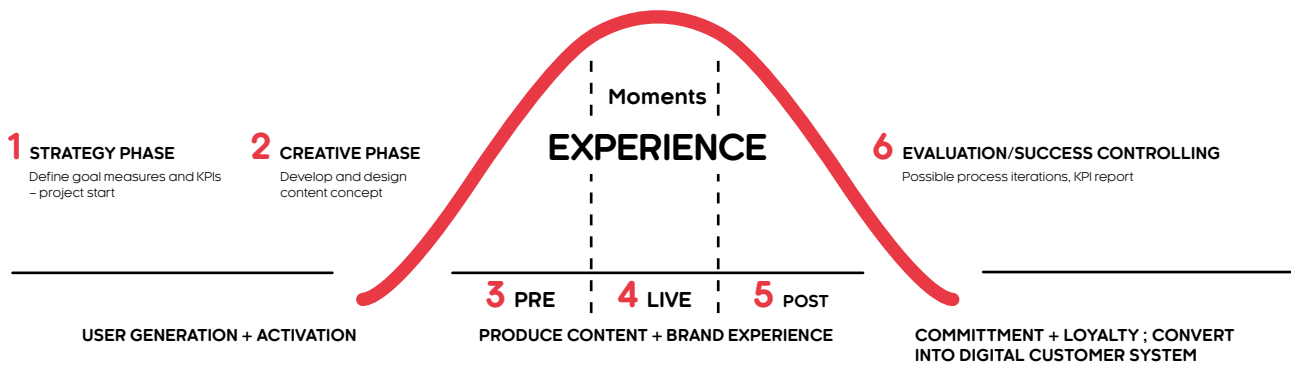 Moments
EXPERIENCE
1 STRATEGY PHASE
Define goal measures and KPIs
– project start
2 CREATIVE PHASE
Develop and design
content concept
6 EVALUATION/SUCCESS CONTROLLING
Possible process iterations, KPI report
3 PRE
4 LIVE
5 POST
USER GENERATION + ACTIVATION
PRODUCE CONTENT + BRAND EXPERIENCE
COMMITTMENT + LOYALTY ; CONVERT
INTO DIGITAL CUSTOMER SYSTEM